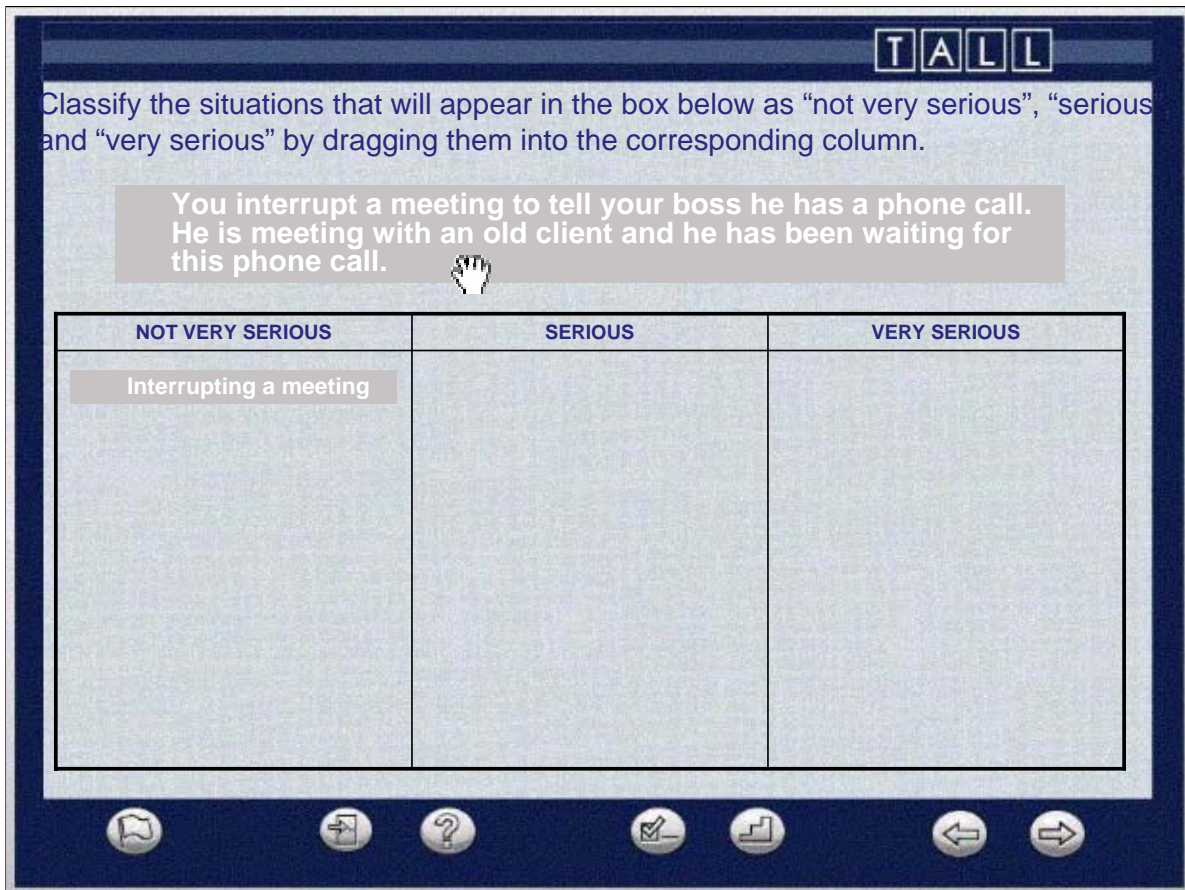 TALL
Classify the situations that will appear in the box below as “not very serious”, “serious”,
and “very serious” by dragging them into the corresponding column.
You interrupt a meeting to tell your boss he has a phone call.
He is meeting with an old client and he has been waiting for
this phone call.
NOT VERY SERIOUS SERIOUS VERY SERIOUS
Interrupting a meeting